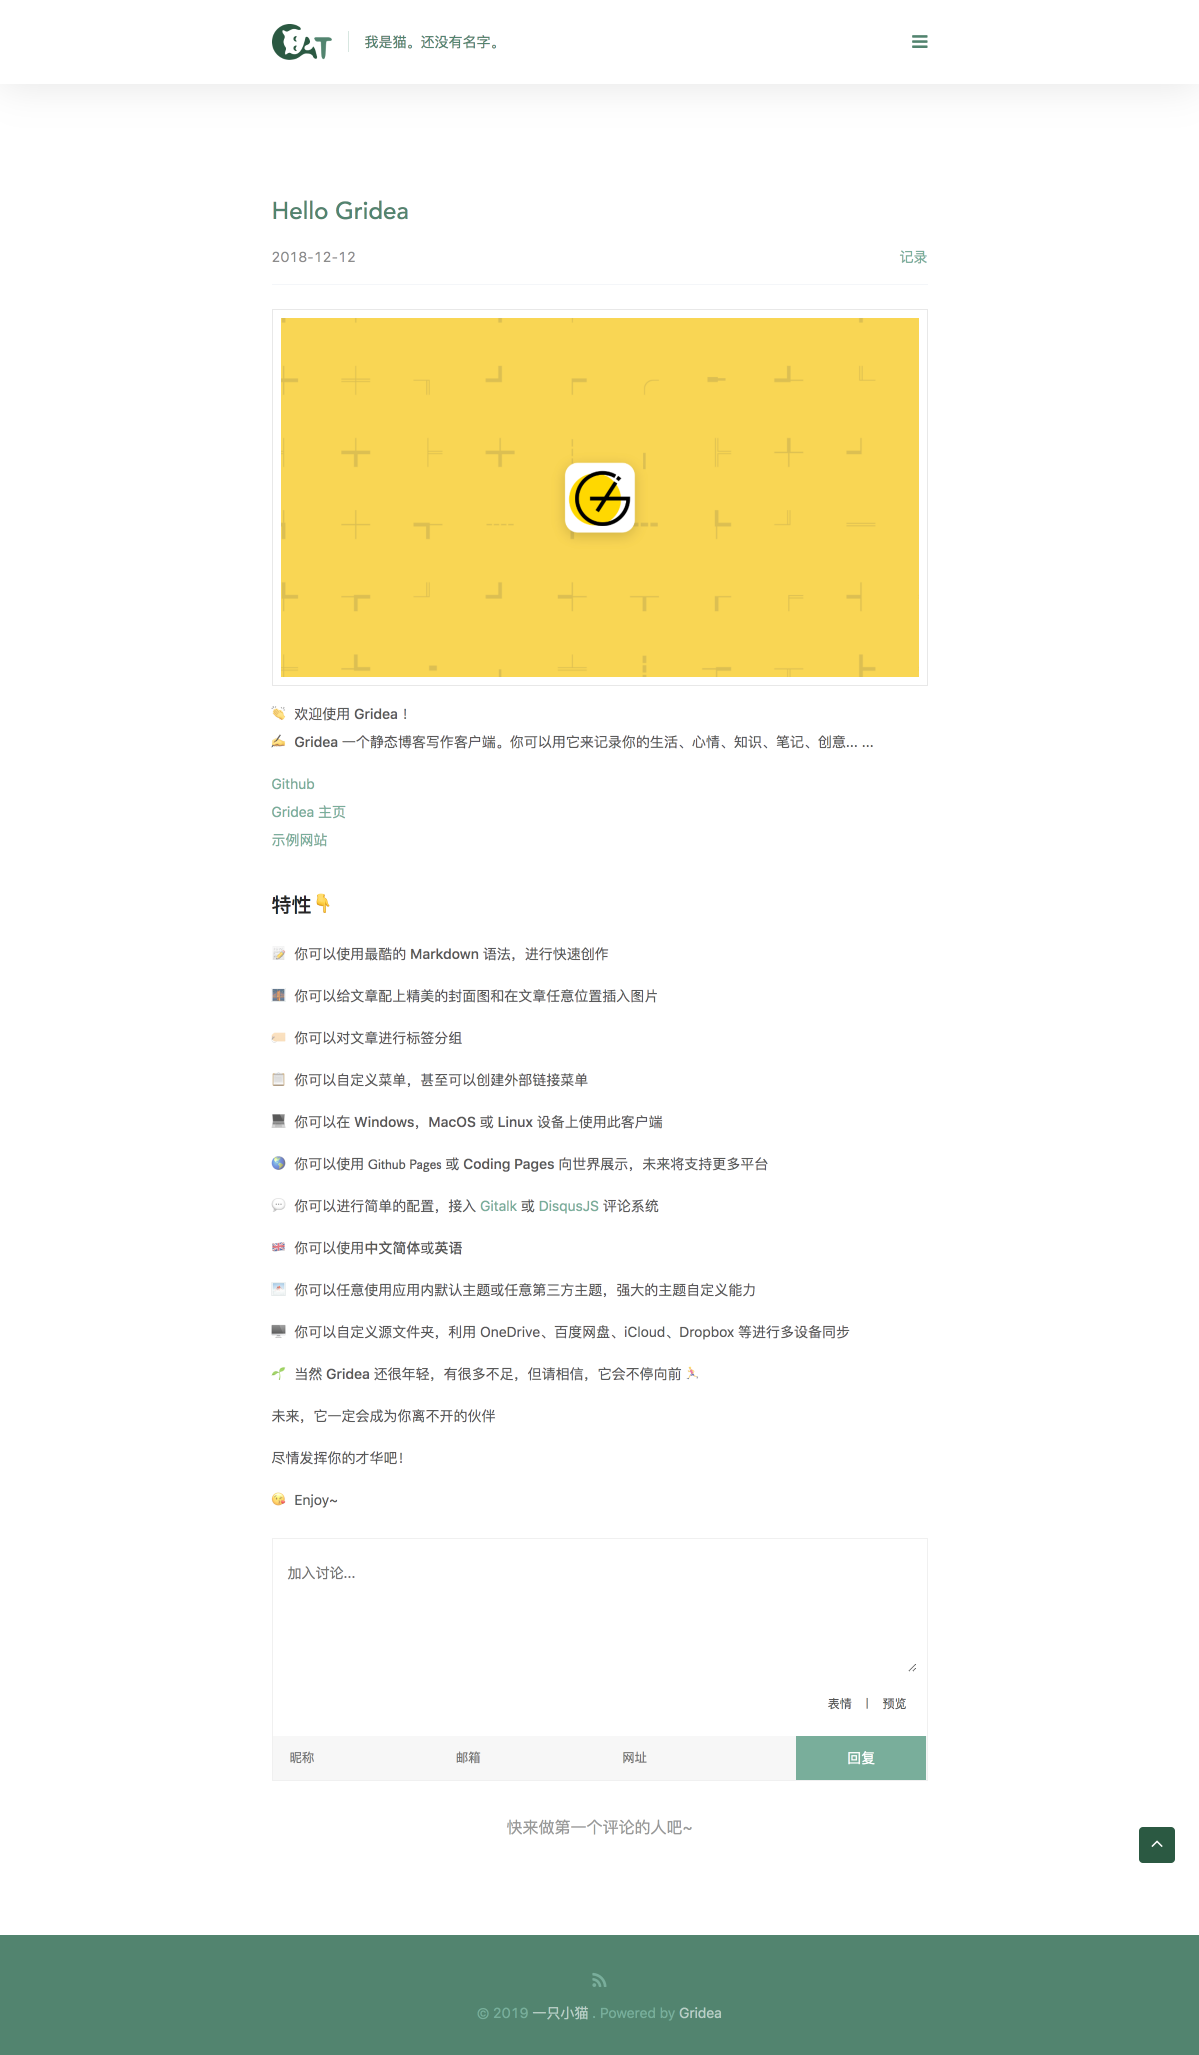 CAT
我是猫。还没有名字。
Hello Gridea
2018-12-12
记录
👏 欢迎使用 Gridea！
✍️ Gridea 一个静态博客写作客户端。你可以用它来记录你的生活、心情、知识、笔记、创意... ...
Github
Gridea 主页
示例网站
特性👇
📝 你可以使用最酷的 Markdown 语法，进行快速创作
🌉 你可以给文章配上精美的封面图和在文章任意位置插入图片
🏷️ 你可以对文章进行标签分组
📋 你可以自定义菜单，甚至可以创建外部链接菜单
💻 你可以在 Windows，MacOS 或 Linux 设备上使用此客户端
🌎 你可以使用 Github Pages 或 Coding Pages 向世界展示，未来将支持更多平台
💬 你可以进行简单的配置，接入 Gitalk 或 DisqusJS 评论系统
🇬🇧 你可以使用中文简体或英语
🌁 你可以任意使用应用内默认主题或任意第三方主题，强大的主题自定义能力
🖥 你可以自定义源文件夹，利用 OneDrive、百度网盘、iCloud、Dropbox 等进行多设备同步
🌱 当然 Gridea 还很年轻，有很多不足，但请相信，它会不停向前 🏃
未来，它一定会成为你离不开的伙伴
尽情发挥你的才华吧！
😘 Enjoy~
加入讨论...
表情 | 预览
昵称 邮箱 网址 回复
快来做第一个评论的人吧~
© 2019 一只小猫 . Powered by Gridea